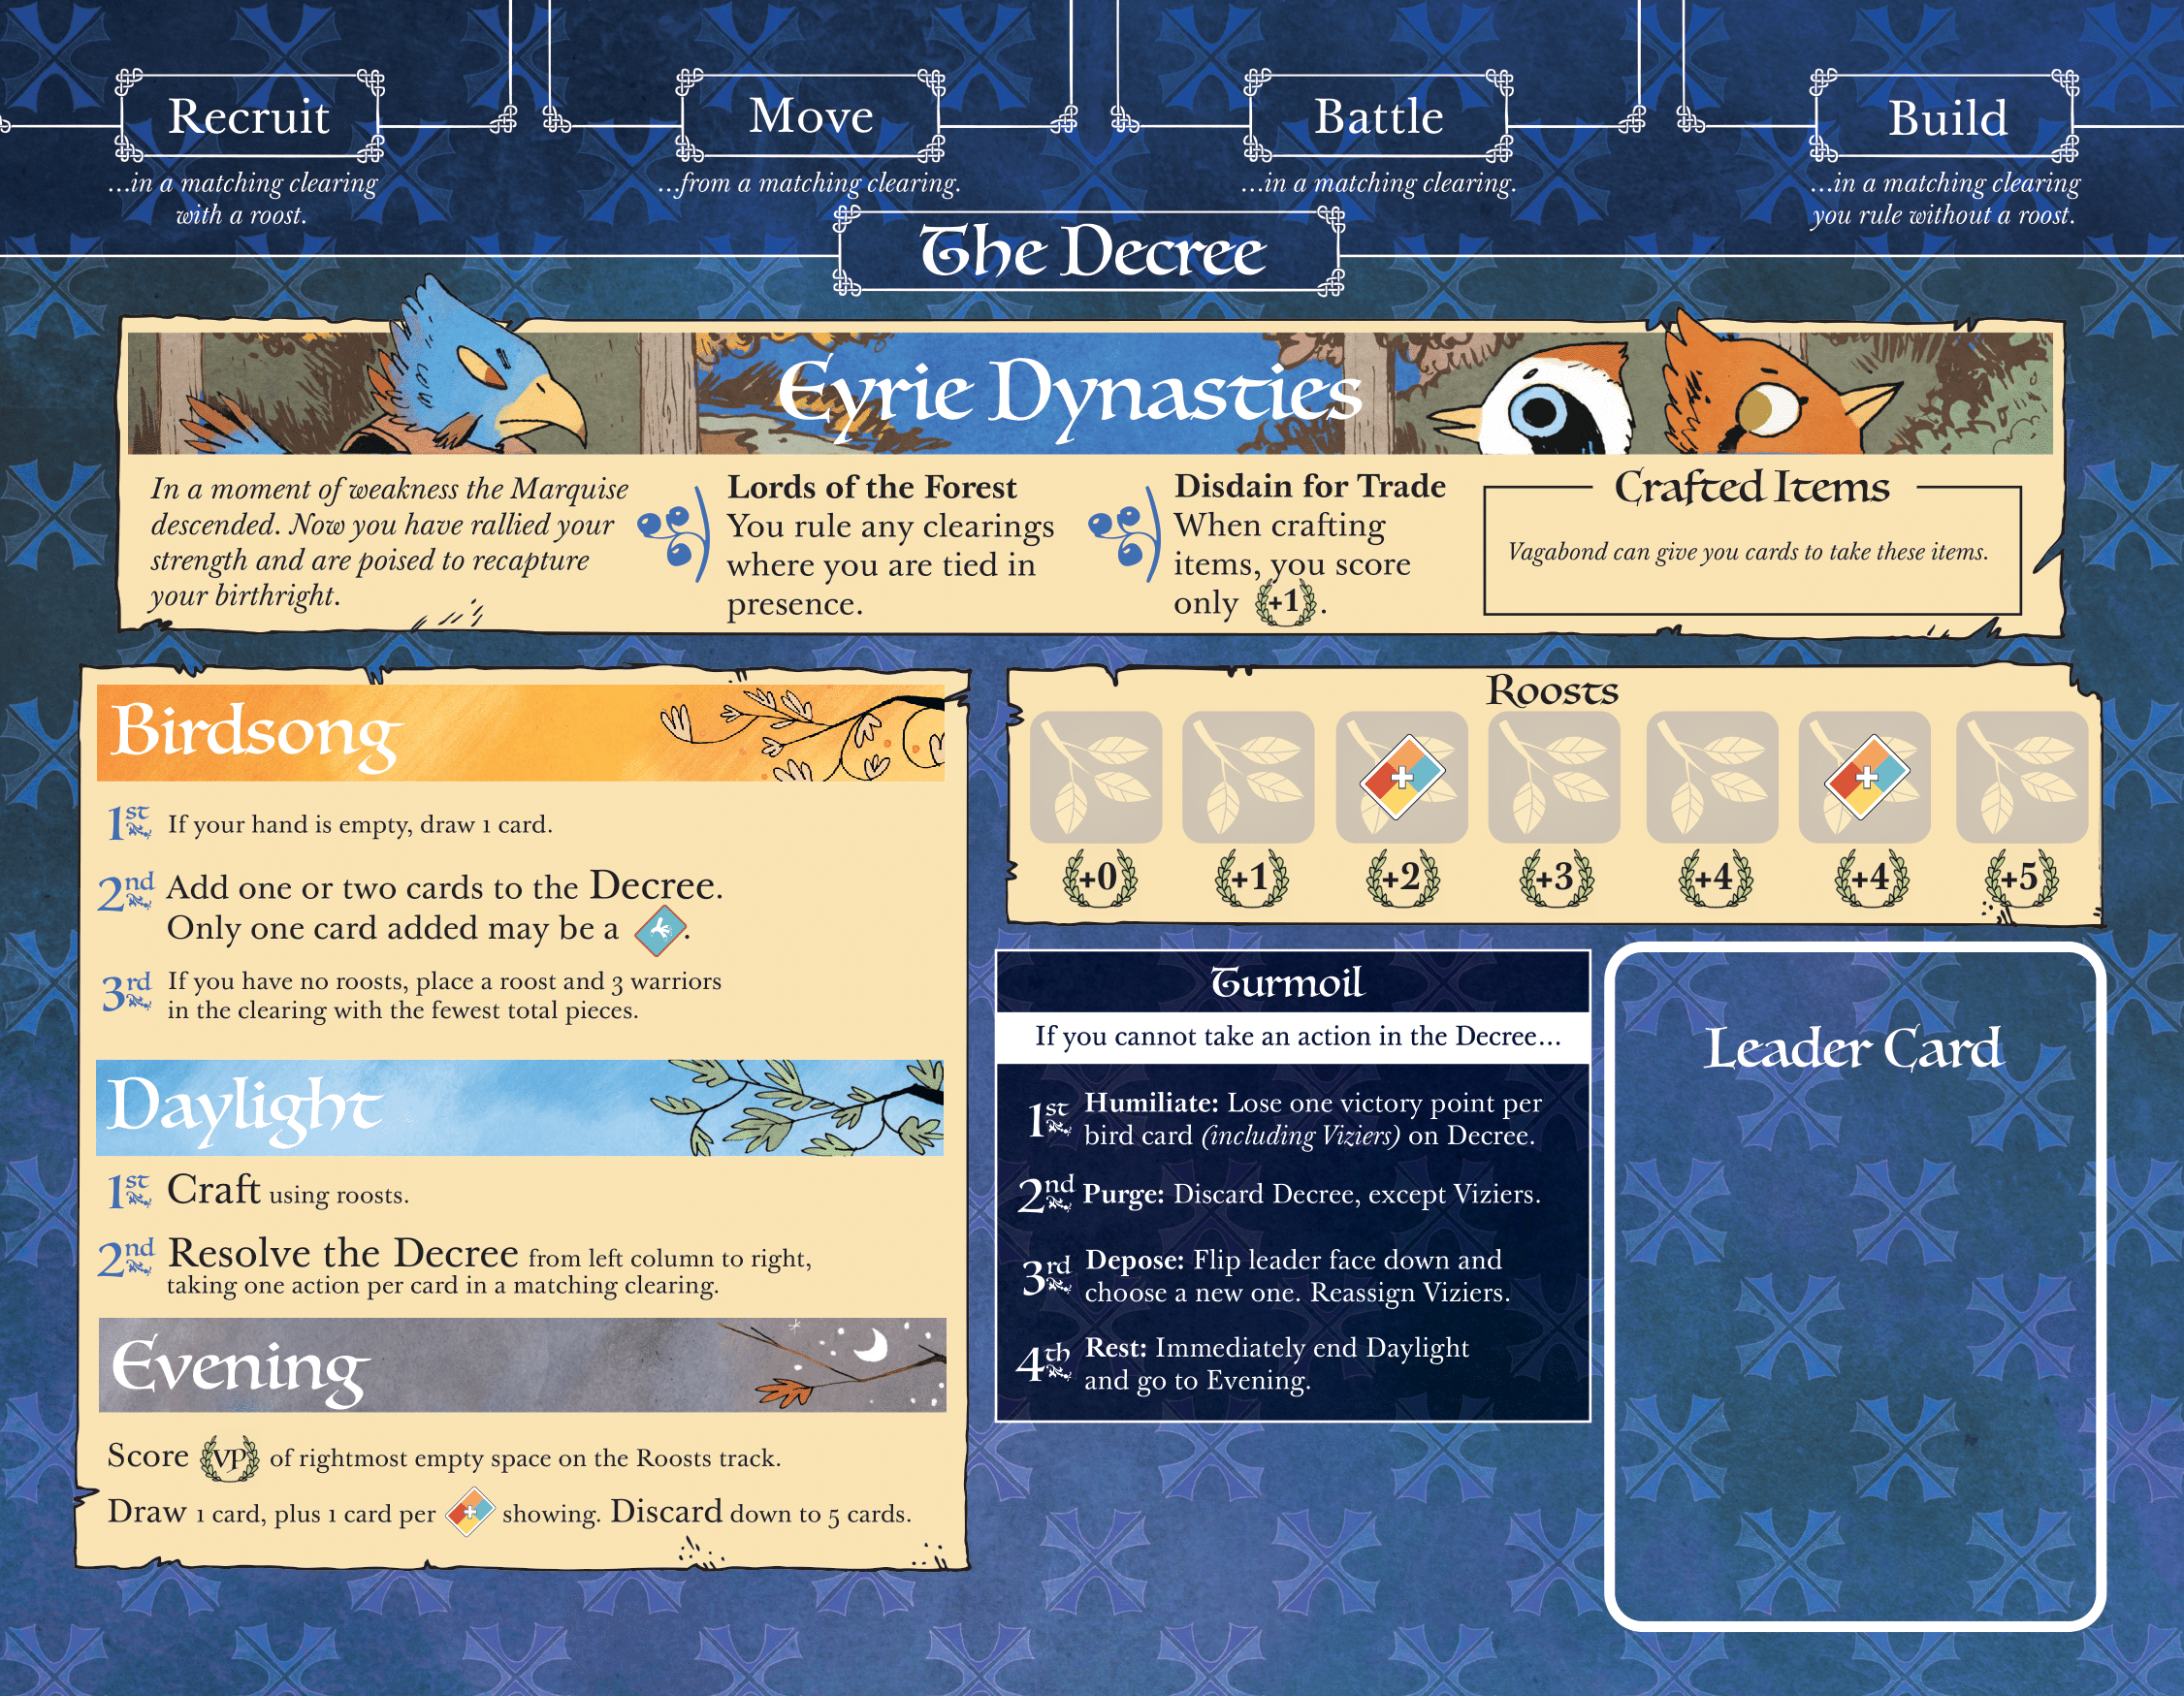 Recruit
...in a matching clearing
with a roost.
Move
...from a matching clearing.
Battle
...in a matching clearing.
Build
...in a matching clearing
you rule without a roost.
The Decree
Eyrie Dynasties
In a moment of weakness the Marquise
descended. Now you have rallied your
strength and are poised to recapture
your birthright.
Lords of the Forest
You rule any clearings
where you are tied in
presence.
Disdain for Trade
When crafting
items, you score
only +1.
Crafted Items
Vagabond can give you cards to take these items.
Birdsong
1st If your hand is empty, draw 1 card.
2nd Add one or two cards to the Decree.
Only one card added may be a .
3rd If you have no roosts, place a roost and 3 warriors
in the clearing with the fewest total pieces.
Daylight
1st Craft using roosts.
2nd Resolve the Decree from left column to right,
taking one action per card in a matching clearing.
Evening
Score VP of rightmost empty space on the Roosts track.
Draw 1 card, plus 1 card per + showing. Discard down to 5 cards.
Roosts
+ +
+0 +1 +2 +3 +4 +4 +5
Turmoil
If you cannot take an action in the Decree...
1st Humiliate: Lose one victory point per
bird card (including Viziers) on Decree.
2nd Purge: Discard Decree, except Viziers.
3rd Depose: Flip leader face down and
choose a new one. Reassign Viziers.
4th Rest: Immediately end Daylight
and go to Evening.
Leader Card